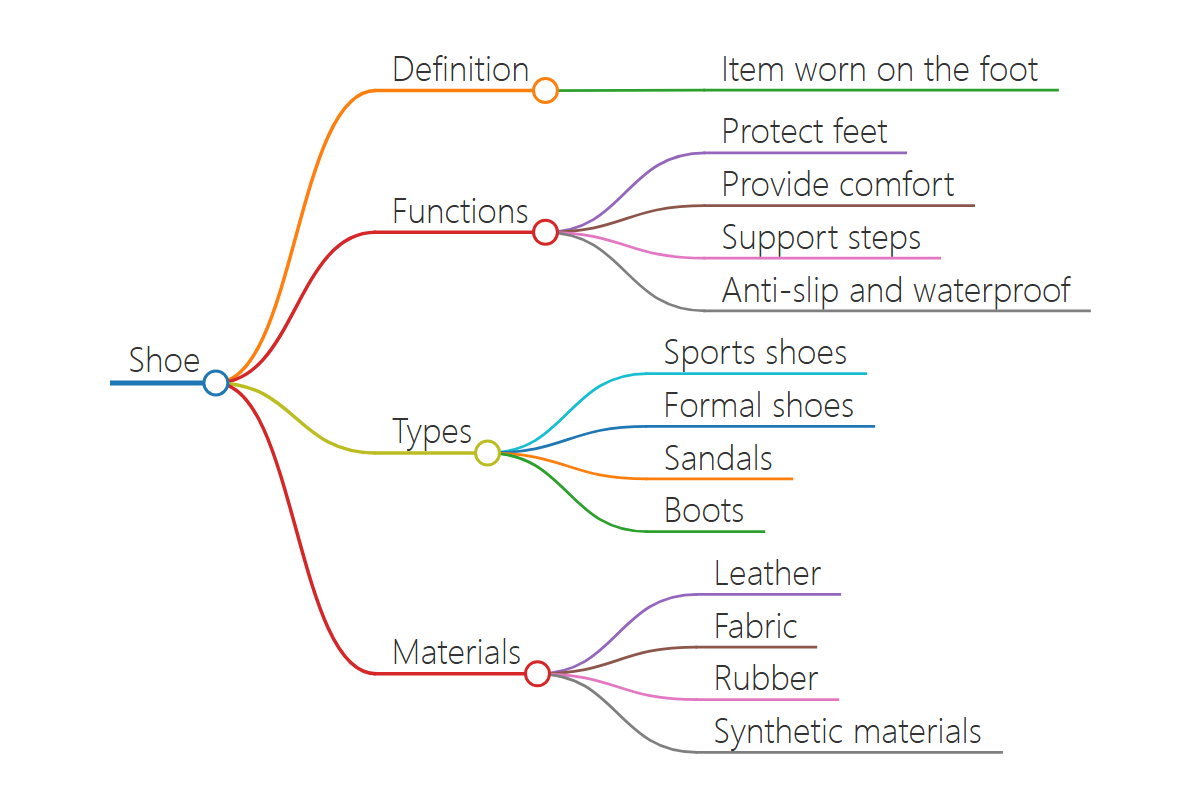 Shoe
Definition
Item worn on the foot
Functions
Protect feet
Provide comfort
Support steps
Anti-slip and waterproof
Types
Sports shoes
Formal shoes
Sandals
Boots
Materials
Leather
Fabric
Rubber
Synthetic materials